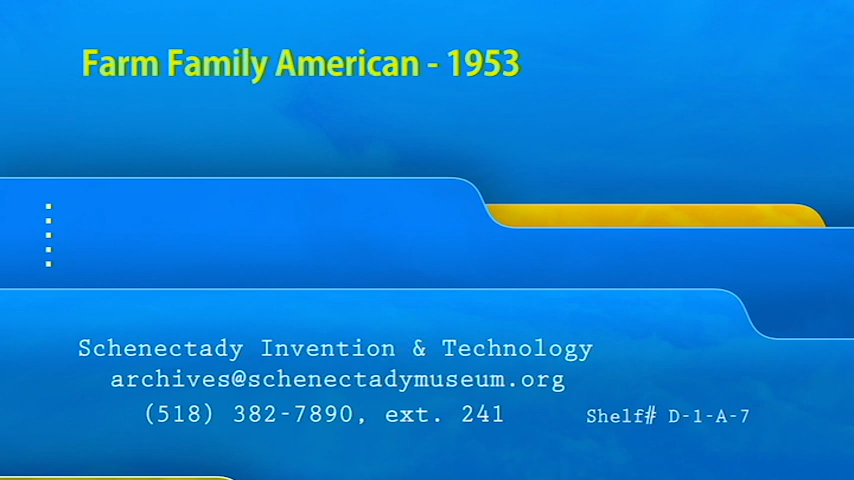 Farm Family American - 1953
Schenectady Invention & Technology
archives@schenectadymuseum.org
(518) 382-7890, ext. 241
Shelf# D-1-A-7